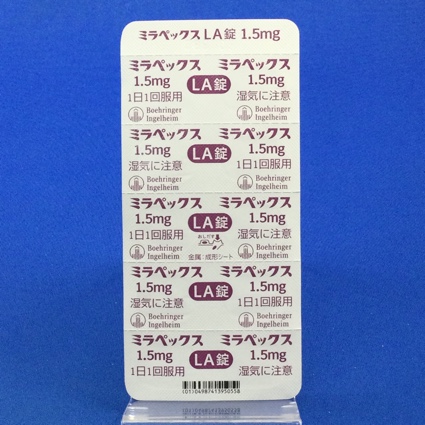 ミラペックス LA錠 1.5mg
ミラペックス LA錠 ミラペックス
1.5mg 1.5mg
1日1回服用 湿気に注意
Boehringer Ingelheim Boehringer Ingelheim
ミラペックス LA錠 ミラペックス
1.5mg 1.5mg
湿気に注意 1日1回服用
Boehringer Ingelheim Boehringer Ingelheim
ミラペックス LA錠 ミラペックス
1.5mg おしだす 1.5mg
1日1回服用 湿気に注意
Boehringer Ingelheim 金属:成形シート Boehringer Ingelheim
ミラペックス LA錠 ミラペックス
1.5mg 1.5mg
湿気に注意 1日1回服用
Boehringer Ingelheim Boehringer Ingelheim
ミラペックス LA錠 ミラペックス
1.5mg 1.5mg
1日1回服用 湿気に注意
(01)04987413950558